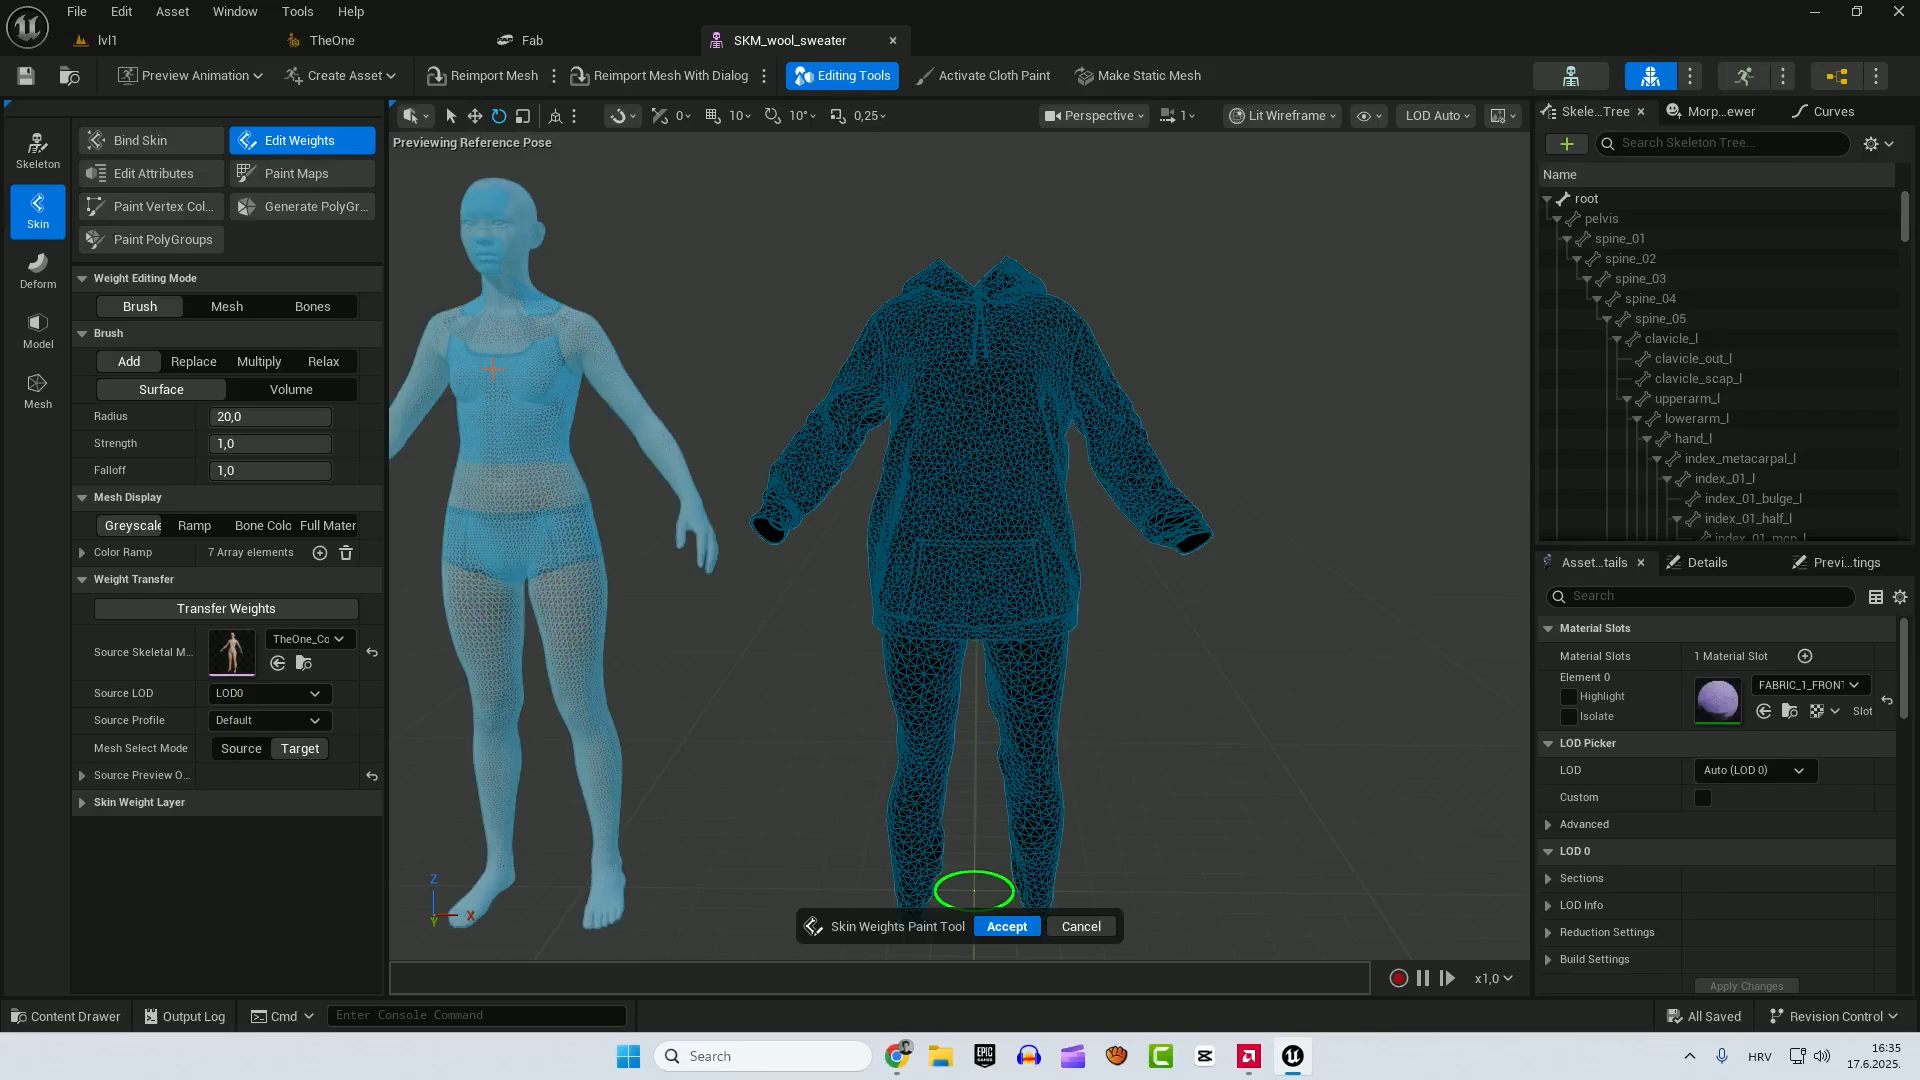 File Edit Asset Window Tools Help
lvl1 TheOne Fab SKM_wool_sweater
Preview Animation Create Asset Reimport Mesh Reimport Mesh With Dialog Editing Tools Activate Cloth Paint Make Static Mesh
0 10 10° 0,25 Perspective 1 Lit Wireframe LOD Auto
Previewing Reference Pose
Skeleton
Skin
Deform
Model
Mesh
Bind Skin Edit Weights
Edit Attributes Paint Maps
Paint Vertex Col... Generate PolyGr...
Paint PolyGroups
Weight Editing Mode
Brush Mesh Bones
Brush
Add Replace Multiply Relax
Surface Volume
Radius 20,0
Strength 1,0
Falloff 1,0
Mesh Display
Greyscale Ramp Bone Colo Full Mater
Color Ramp 7 Array elements
Weight Transfer
Transfer Weights
Source Skeletal M... TheOne_Co
Source LOD LOD0
Source Profile Default
Mesh Select Mode Source Target
Source Preview O...
Skin Weight Layer
Z
X
Y
Skin Weights Paint Tool Accept Cancel
x1,0
Skele...Tree Morp...ewer Curves
Search Skeleton Tree...
Name
root
pelvis
spine_01
spine_02
spine_03
spine_04
spine_05
clavicle_l
clavicle_out_l
clavicle_scap_l
upperarm_l
lowerarm_l
hand_l
index_metacarpal_l
index_01_l
index_01_bulge_l
index_01_half_l
index_01_mcp_l
Asset...tails Details Previ...tings
Search
Material Slots
Material Slots 1 Material Slot
Element 0
Highlight
Isolate
FABRIC_1_FRONT
Slot
LOD Picker
LOD Auto (LOD 0)
Custom
Advanced
LOD 0
Sections
LOD Info
Reduction Settings
Build Settings
Apply Changes
Content Drawer Output Log Cmd Enter Console Command All Saved Revision Control
Search
EPIC GAMES
HRV
16:35
17.6.2025.